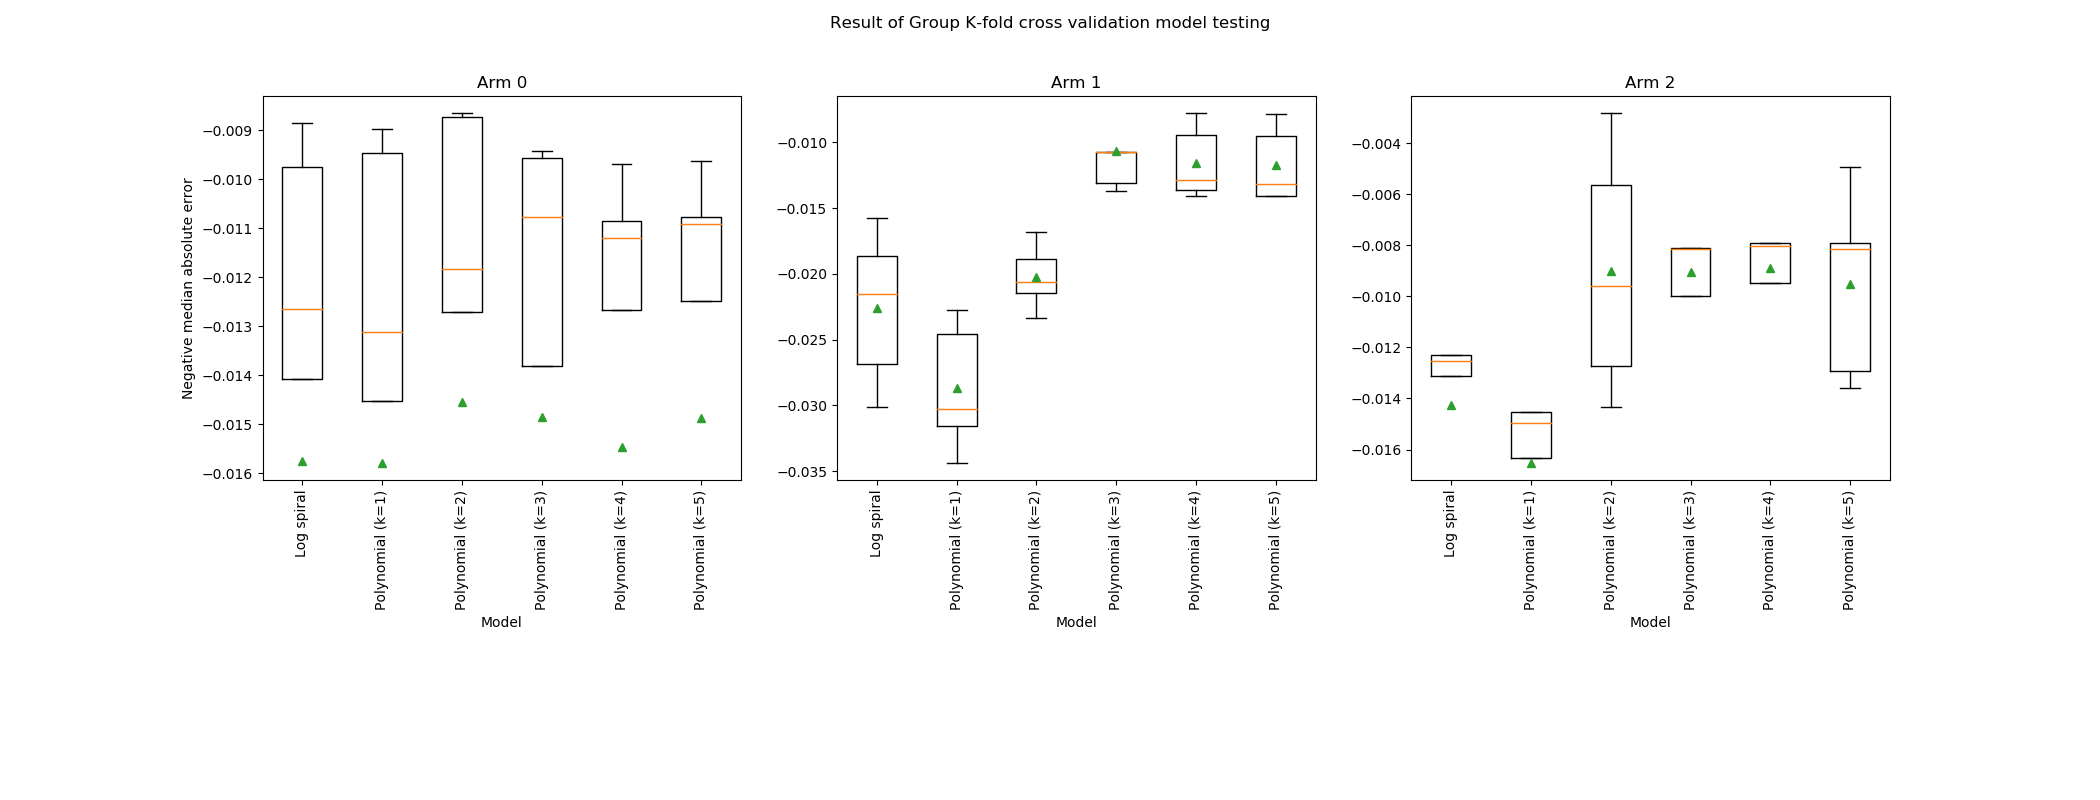 Result of Group K-fold cross validation model testing
Arm 0
Negative median absolute error
−0.009
−0.010
−0.011
−0.012
−0.013
−0.014
−0.015
−0.016
Log spiral
Polynomial (k=1)
Polynomial (k=2)
Polynomial (k=3)
Polynomial (k=4)
Polynomial (k=5)
Model
Arm 1
−0.010
−0.015
−0.020
−0.025
−0.030
−0.035
Log spiral
Polynomial (k=1)
Polynomial (k=2)
Polynomial (k=3)
Polynomial (k=4)
Polynomial (k=5)
Model
Arm 2
−0.004
−0.006
−0.008
−0.010
−0.012
−0.014
−0.016
Log spiral
Polynomial (k=1)
Polynomial (k=2)
Polynomial (k=3)
Polynomial (k=4)
Polynomial (k=5)
Model